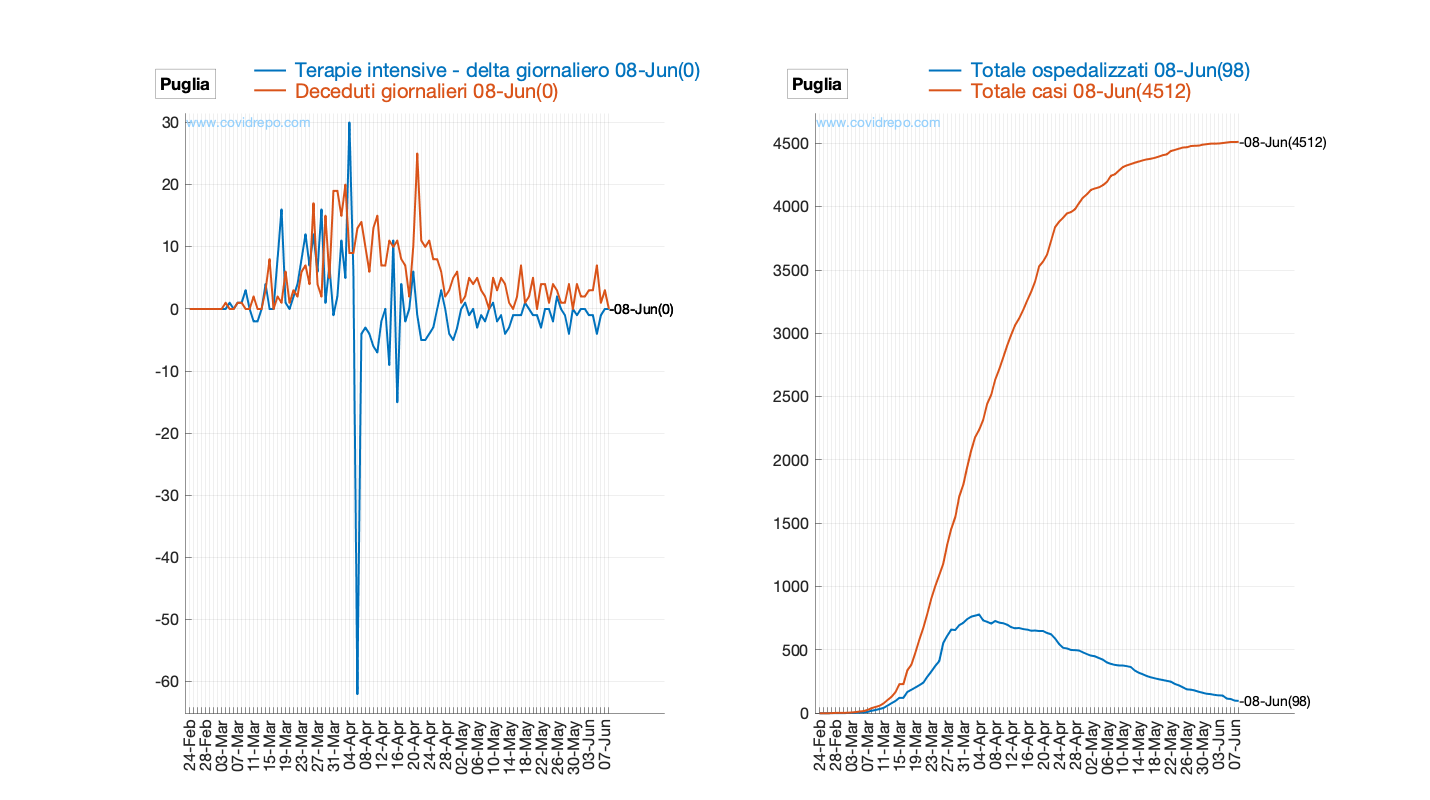 Puglia
Terapie intensive - delta giornaliero 08-Jun(0)
Deceduti giornalieri 08-Jun(0)
www.covidrepo.com
30
20
10
0
-10
-20
-30
-40
-50
-60
-08-Jun(0)
24-Feb
28-Feb
03-Mar
07-Mar
11-Mar
15-Mar
19-Mar
23-Mar
27-Mar
31-Mar
04-Apr
08-Apr
12-Apr
16-Apr
20-Apr
24-Apr
28-Apr
02-May
06-May
10-May
14-May
18-May
22-May
26-May
30-May
03-Jun
07-Jun
Puglia
Totale ospedalizzati 08-Jun(98)
Totale casi 08-Jun(4512)
www.covidrepo.com
4500
4000
3500
3000
2500
2000
1500
1000
500
0
-08-Jun(4512)
-08-Jun(98)
24-Feb
28-Feb
03-Mar
07-Mar
11-Mar
15-Mar
19-Mar
23-Mar
27-Mar
31-Mar
04-Apr
08-Apr
12-Apr
16-Apr
20-Apr
24-Apr
28-Apr
02-May
06-May
10-May
14-May
18-May
22-May
26-May
30-May
03-Jun
07-Jun